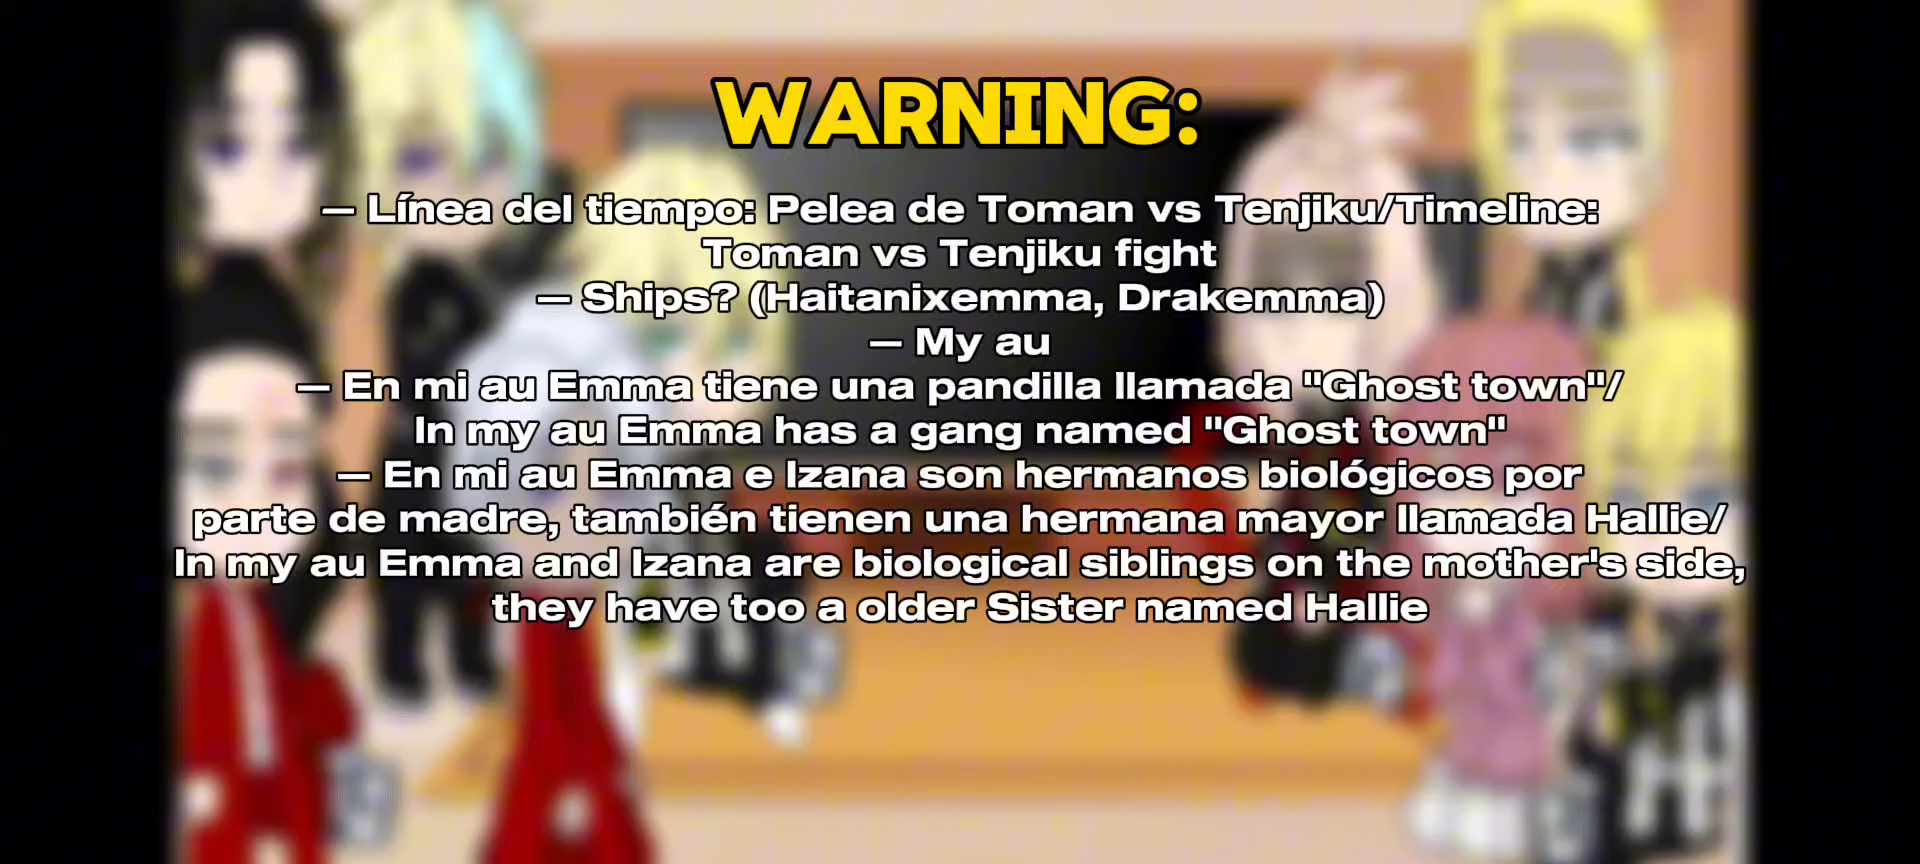 WARNING:
— Línea del tiempo: Pelea de Toman vs Tenjiku/Timeline:
Toman vs Tenjiku fight
— Ships? (Haitanixemma, Drakemma)
— My au
— En mi au Emma tiene una pandilla llamada "Ghost town"/
In my au Emma has a gang named "Ghost town"
— En mi au Emma e Izana son hermanos biológicos por
parte de madre, también tienen una hermana mayor llamada Hallie/
In my au Emma and Izana are biological siblings on the mother's side,
they have too a older Sister named Hallie